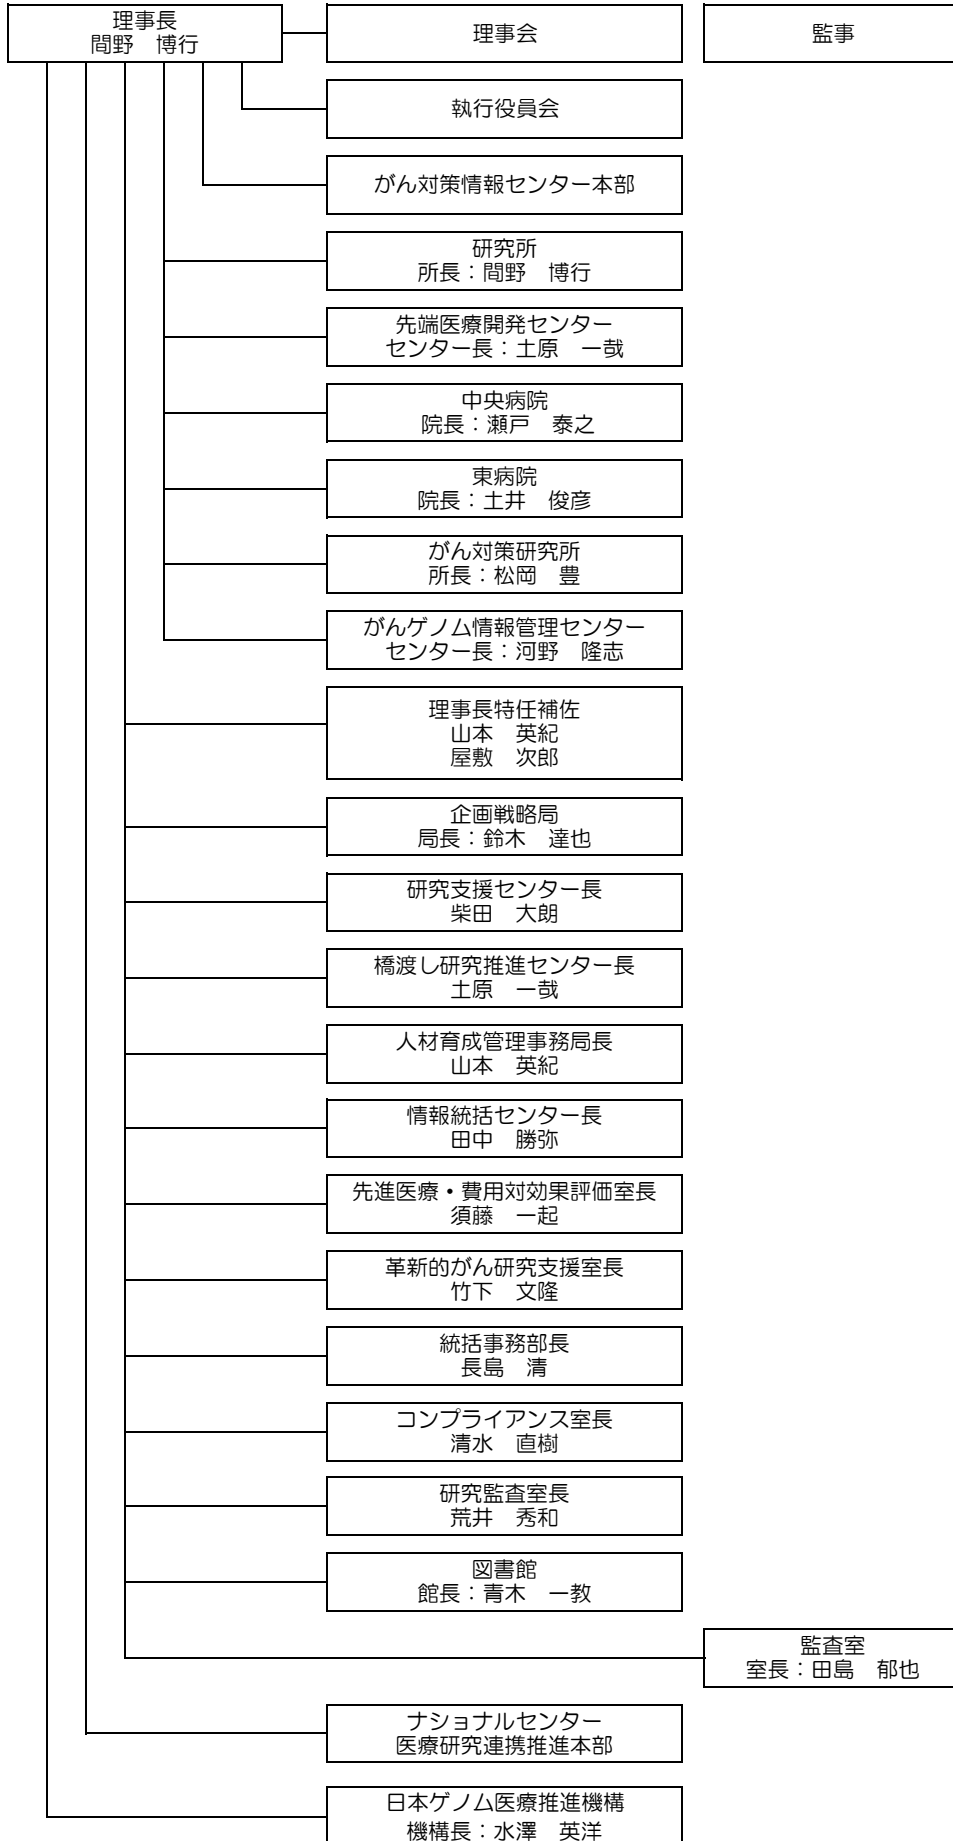 理事長
間野　博行
理事会
監事
執行役員会
がん対策情報センター本部
研究所
所長：間野　博行
先端医療開発センター
センター長：土原　一哉
中央病院
院長：瀬戸　泰之
東病院
院長：土井　俊彦
がん対策研究所
所長：松岡　豊
がんゲノム情報管理センター
センター長：河野　隆志
理事長特任補佐
山本　英紀
屋敷　次郎
企画戦略局
局長：鈴木　達也
研究支援センター長
柴田　大朗
橋渡し研究推進センター長
土原　一哉
人材育成管理事務局長
山本　英紀
情報統括センター長
田中　勝弥
先進医療・費用対効果評価室長
須藤　一起
革新的がん研究支援室長
竹下　文隆
統括事務部長
長島　清
コンプライアンス室長
清水　直樹
研究監査室長
荒井　秀和
図書館
館長：青木　一教
監査室
室長：田島　郁也
ナショナルセンター
医療研究連携推進本部
日本ゲノム医療推進機構
機構長：水澤　英洋